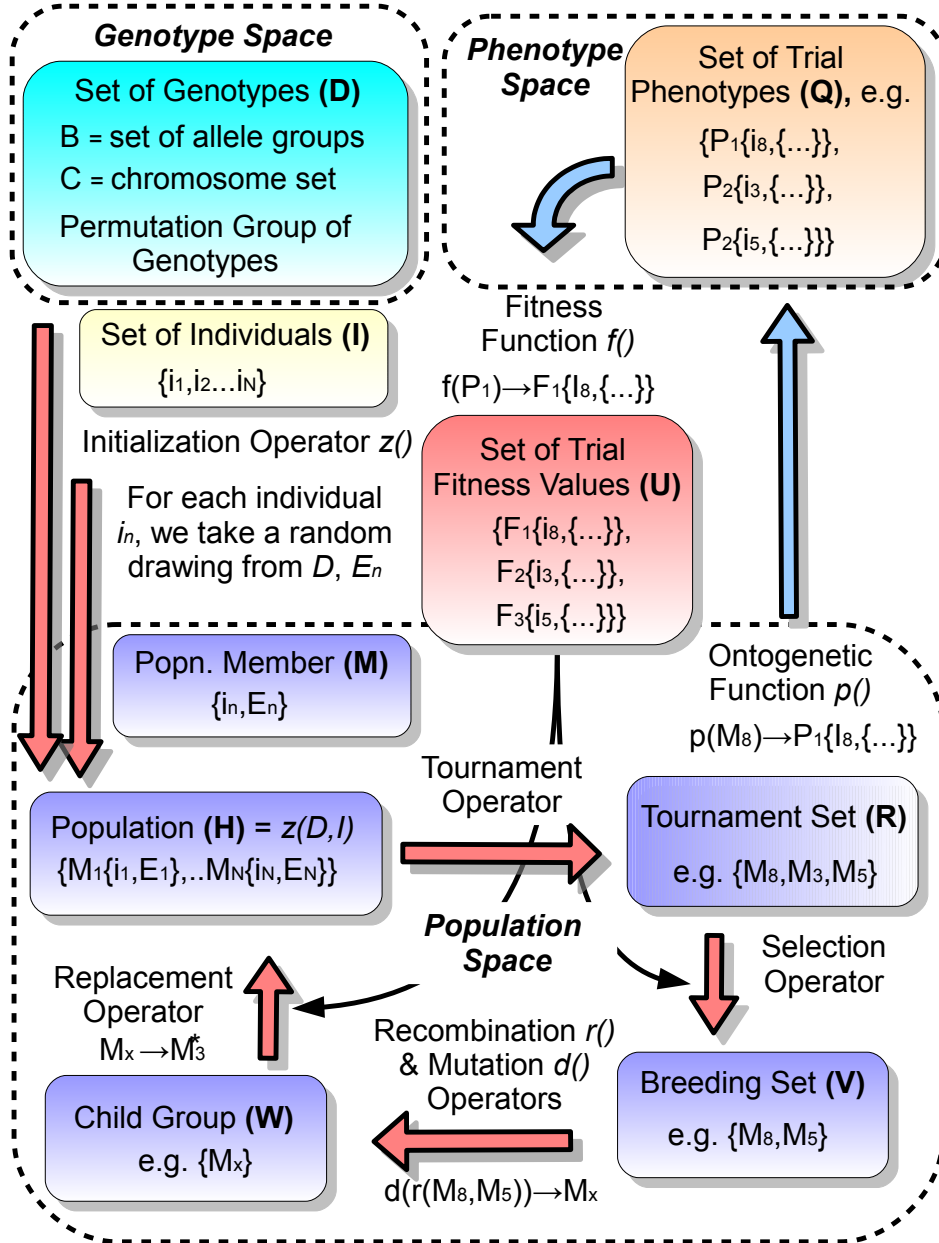 Genotype Space
Set of Genotypes (D)
B = set of allele groups
C = chromosome set
Permutation Group of
Genotypes
Phenotype
Space
Set of Trial
Phenotypes (Q), e.g.
{P₁{i₈,{...}},
P₂{i₃,{...}},
P₂{i₅,{...}}}
Set of Individuals (I)
{i₁,i₂...i_N}
Fitness
Function f()
f(P₁)→F₁{I₈,{...}}
Initialization Operator z()
For each individual
iₙ, we take a random
drawing from D, Eₙ
Set of Trial
Fitness Values (U)
{F₁{i₈,{...}},
F₂{i₃,{...}},
F₃{i₅,{...}}}
Popn. Member (M)
{iₙ,Eₙ}
Ontogenetic
Function p()
p(M₈)→P₁{I₈,{...}}
Tournament
Operator
Population (H) = z(D,I)
{M₁{i₁,E₁},..M_N{i_N,E_N}}
Tournament Set (R)
e.g. {M₈,M₃,M₅}
Population
Space
Selection
Operator
Replacement
Operator
Mₓ→M₃*
Recombination r()
& Mutation d()
Operators
Breeding Set (V)
e.g. {M₈,M₅}
Child Group (W)
e.g. {Mₓ}
d(r(M₈,M₅))→Mₓ